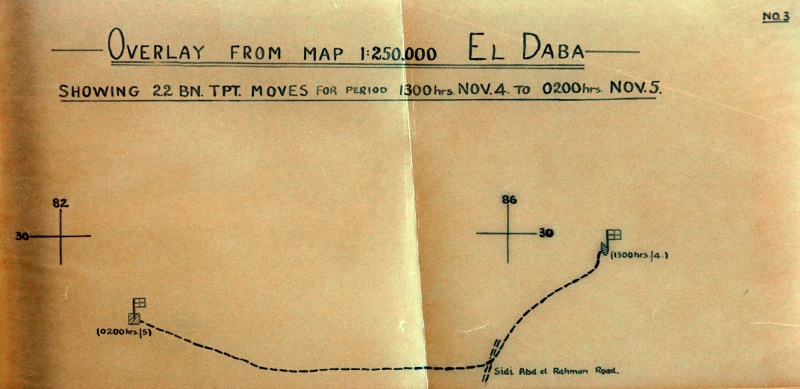 NO.3
OVERLAY FROM MAP 1:250.000 EL DABA
SHOWING 22 BN. TPT. MOVES FOR PERIOD 1300hrs. NOV. 4. TO 0200hrs NOV. 5.
82
30
86
30
(1300hrs./4.)
(0200hrs./5)
Sidi Abd el Rahman Road.